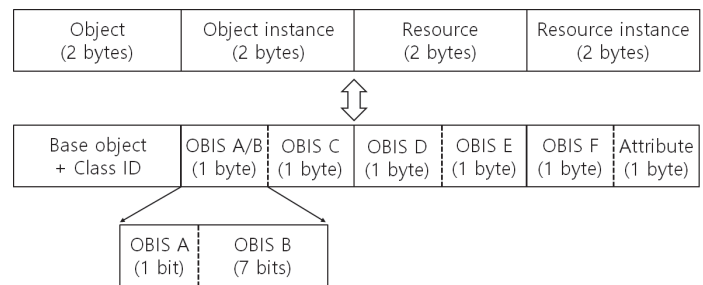 Object
(2 bytes)
Object instance
(2 bytes)
Resource
(2 bytes)
Resource instance
(2 bytes)
Base object
+ Class ID
OBIS A/B
(1 byte)
OBIS C
(1 byte)
OBIS D
(1 byte)
OBIS E
(1 byte)
OBIS F
(1 byte)
Attribute
(1 byte)
OBIS A
(1 bit)
OBIS B
(7 bits)